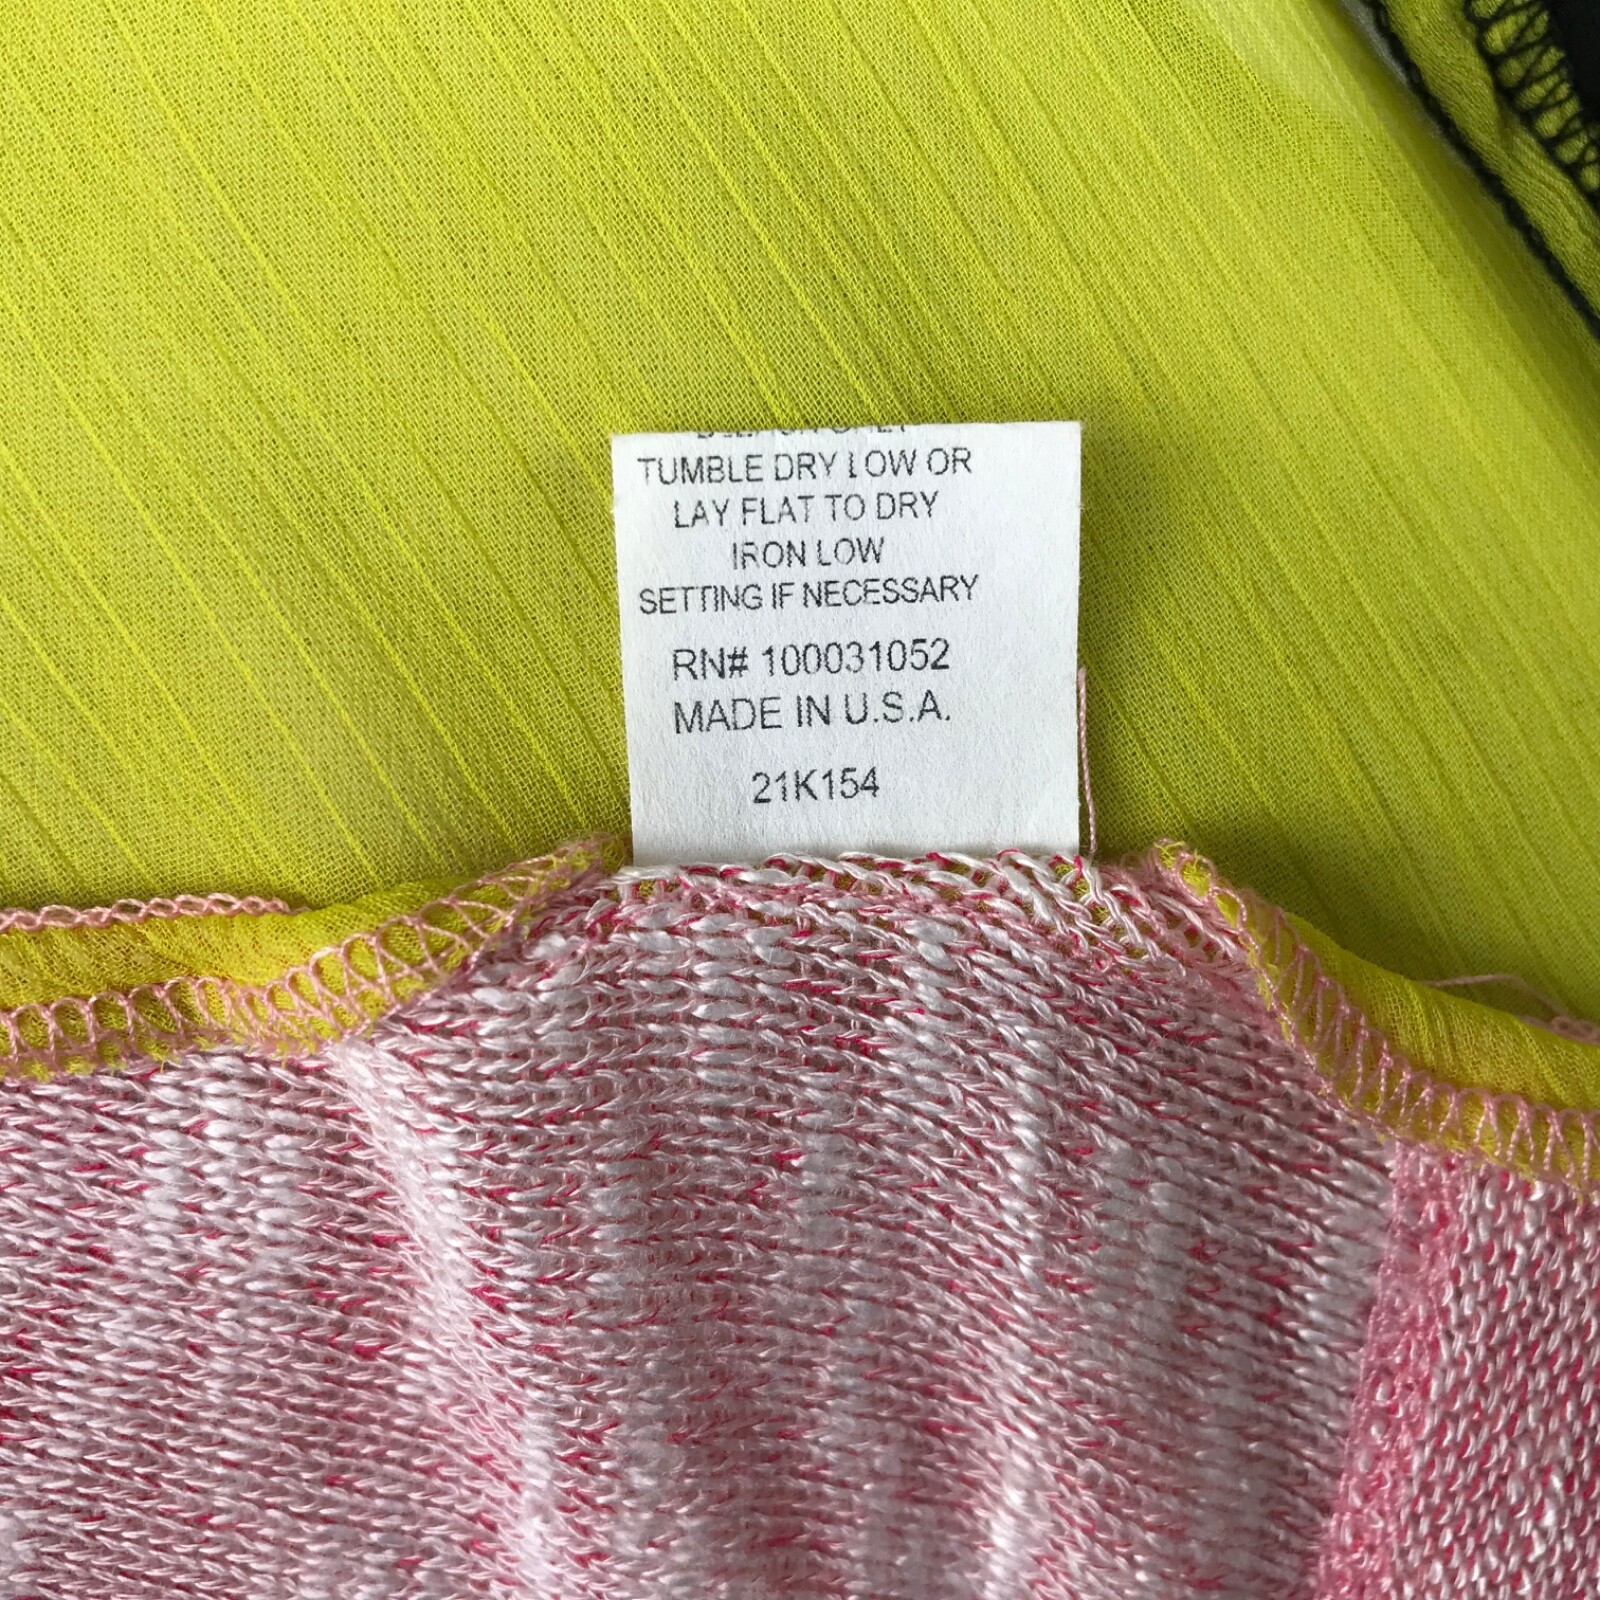 TUMBLE DRY LOW OR
LAY FLAT TO DRY
IRON LOW
SETTING IF NECESSARY
RN# 100031052
MADE IN U.S.A.
21K154